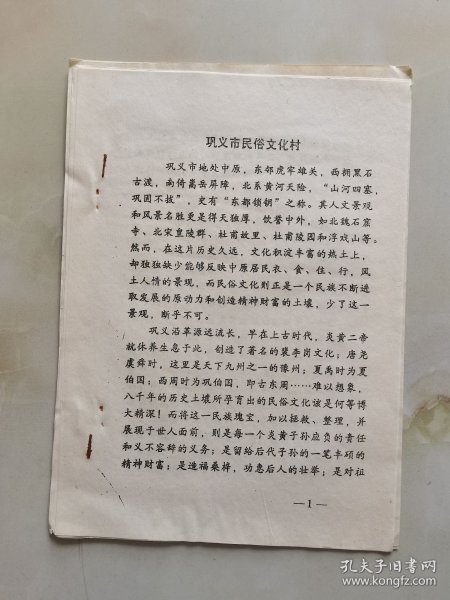 巩义市民俗文化村
巩义市地处中原，东邻虎牢雄关，西拥黑石
古渡，南倚嵩岳屏障，北系黄河天险，“山河四塞，
巩固不拔”，史有“东都锁钥”之称。其人文景观
和风景名胜更是得天独厚，饮誉中外，如北魏石窟
寺、北宋皇陵群、杜甫故里、杜甫陵园和浮戏山等。
然而，在这片历史久远，文化积淀丰富的热土上，
却独独缺少能够反映中原居民衣、食、住、行，风
土人情的景观，而民俗文化则正是一个民族不断进
取发展的原动力和创造精神财富的土壤，少了这一
景观，断乎不可。
巩义沿革源远流长，早在上古时代，炎黄二帝
就休养生息于此，创造了著名的裴李岗文化；唐尧
虞舜时，这里是天下九州之一的豫州；夏禹时为夏
伯国；西周时为巩伯国，即古东周……难以想象，
八千年的历史土壤所孕育出的民俗文化该是何等博
大精深！而将这一民族瑰宝，加以拯救、整理，并
展现于世人面前，则是每一个炎黄子孙应负的责任
和义不容辞的义务；是留给后代子孙的一笔丰硕的
精神财富；是造福桑梓，功惠后人的壮举；是对祖
—1—
孔夫子旧书网
www.kongfz.com